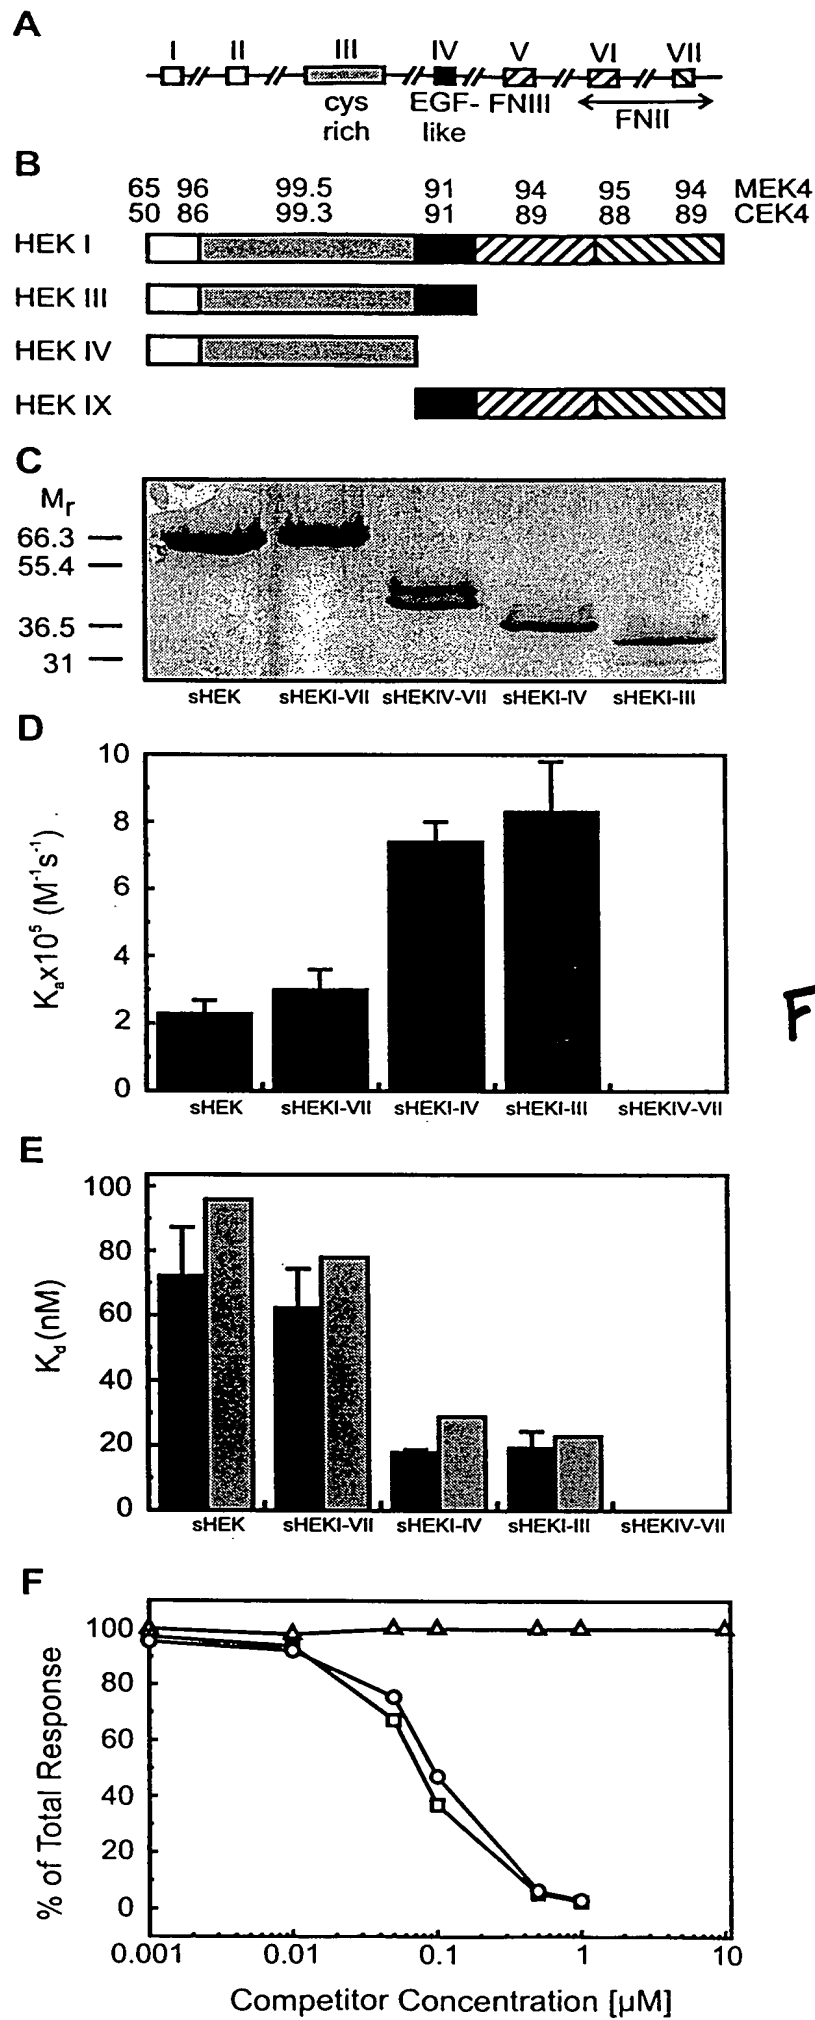 A
I II III IV V VI VII
cys EGF- FNIII
rich like FNII
B
65 96 99.5 91 94 95 94 MEK4
50 86 99.3 91 89 88 89 CEK4
HEK I
HEK III
HEK IV
HEK IX
C
Mr
66.3
55.4
36.5
31
sHEK sHEKI-VII sHEKIV-VII sHEKI-IV sHEKI-III
D
Kax10⁵ (M⁻¹s⁻¹)
10
8
6
4
2
0
sHEK sHEKI-VII sHEKI-IV sHEKI-III sHEKIV-VII
F
E
Kd (nM)
100
80
60
40
20
0
sHEK sHEKI-VII sHEKI-IV sHEKI-III sHEKIV-VII
F
% of Total Response
100
80
60
40
20
0
0.001 0.01 0.1 1 10
Competitor Concentration [µM]